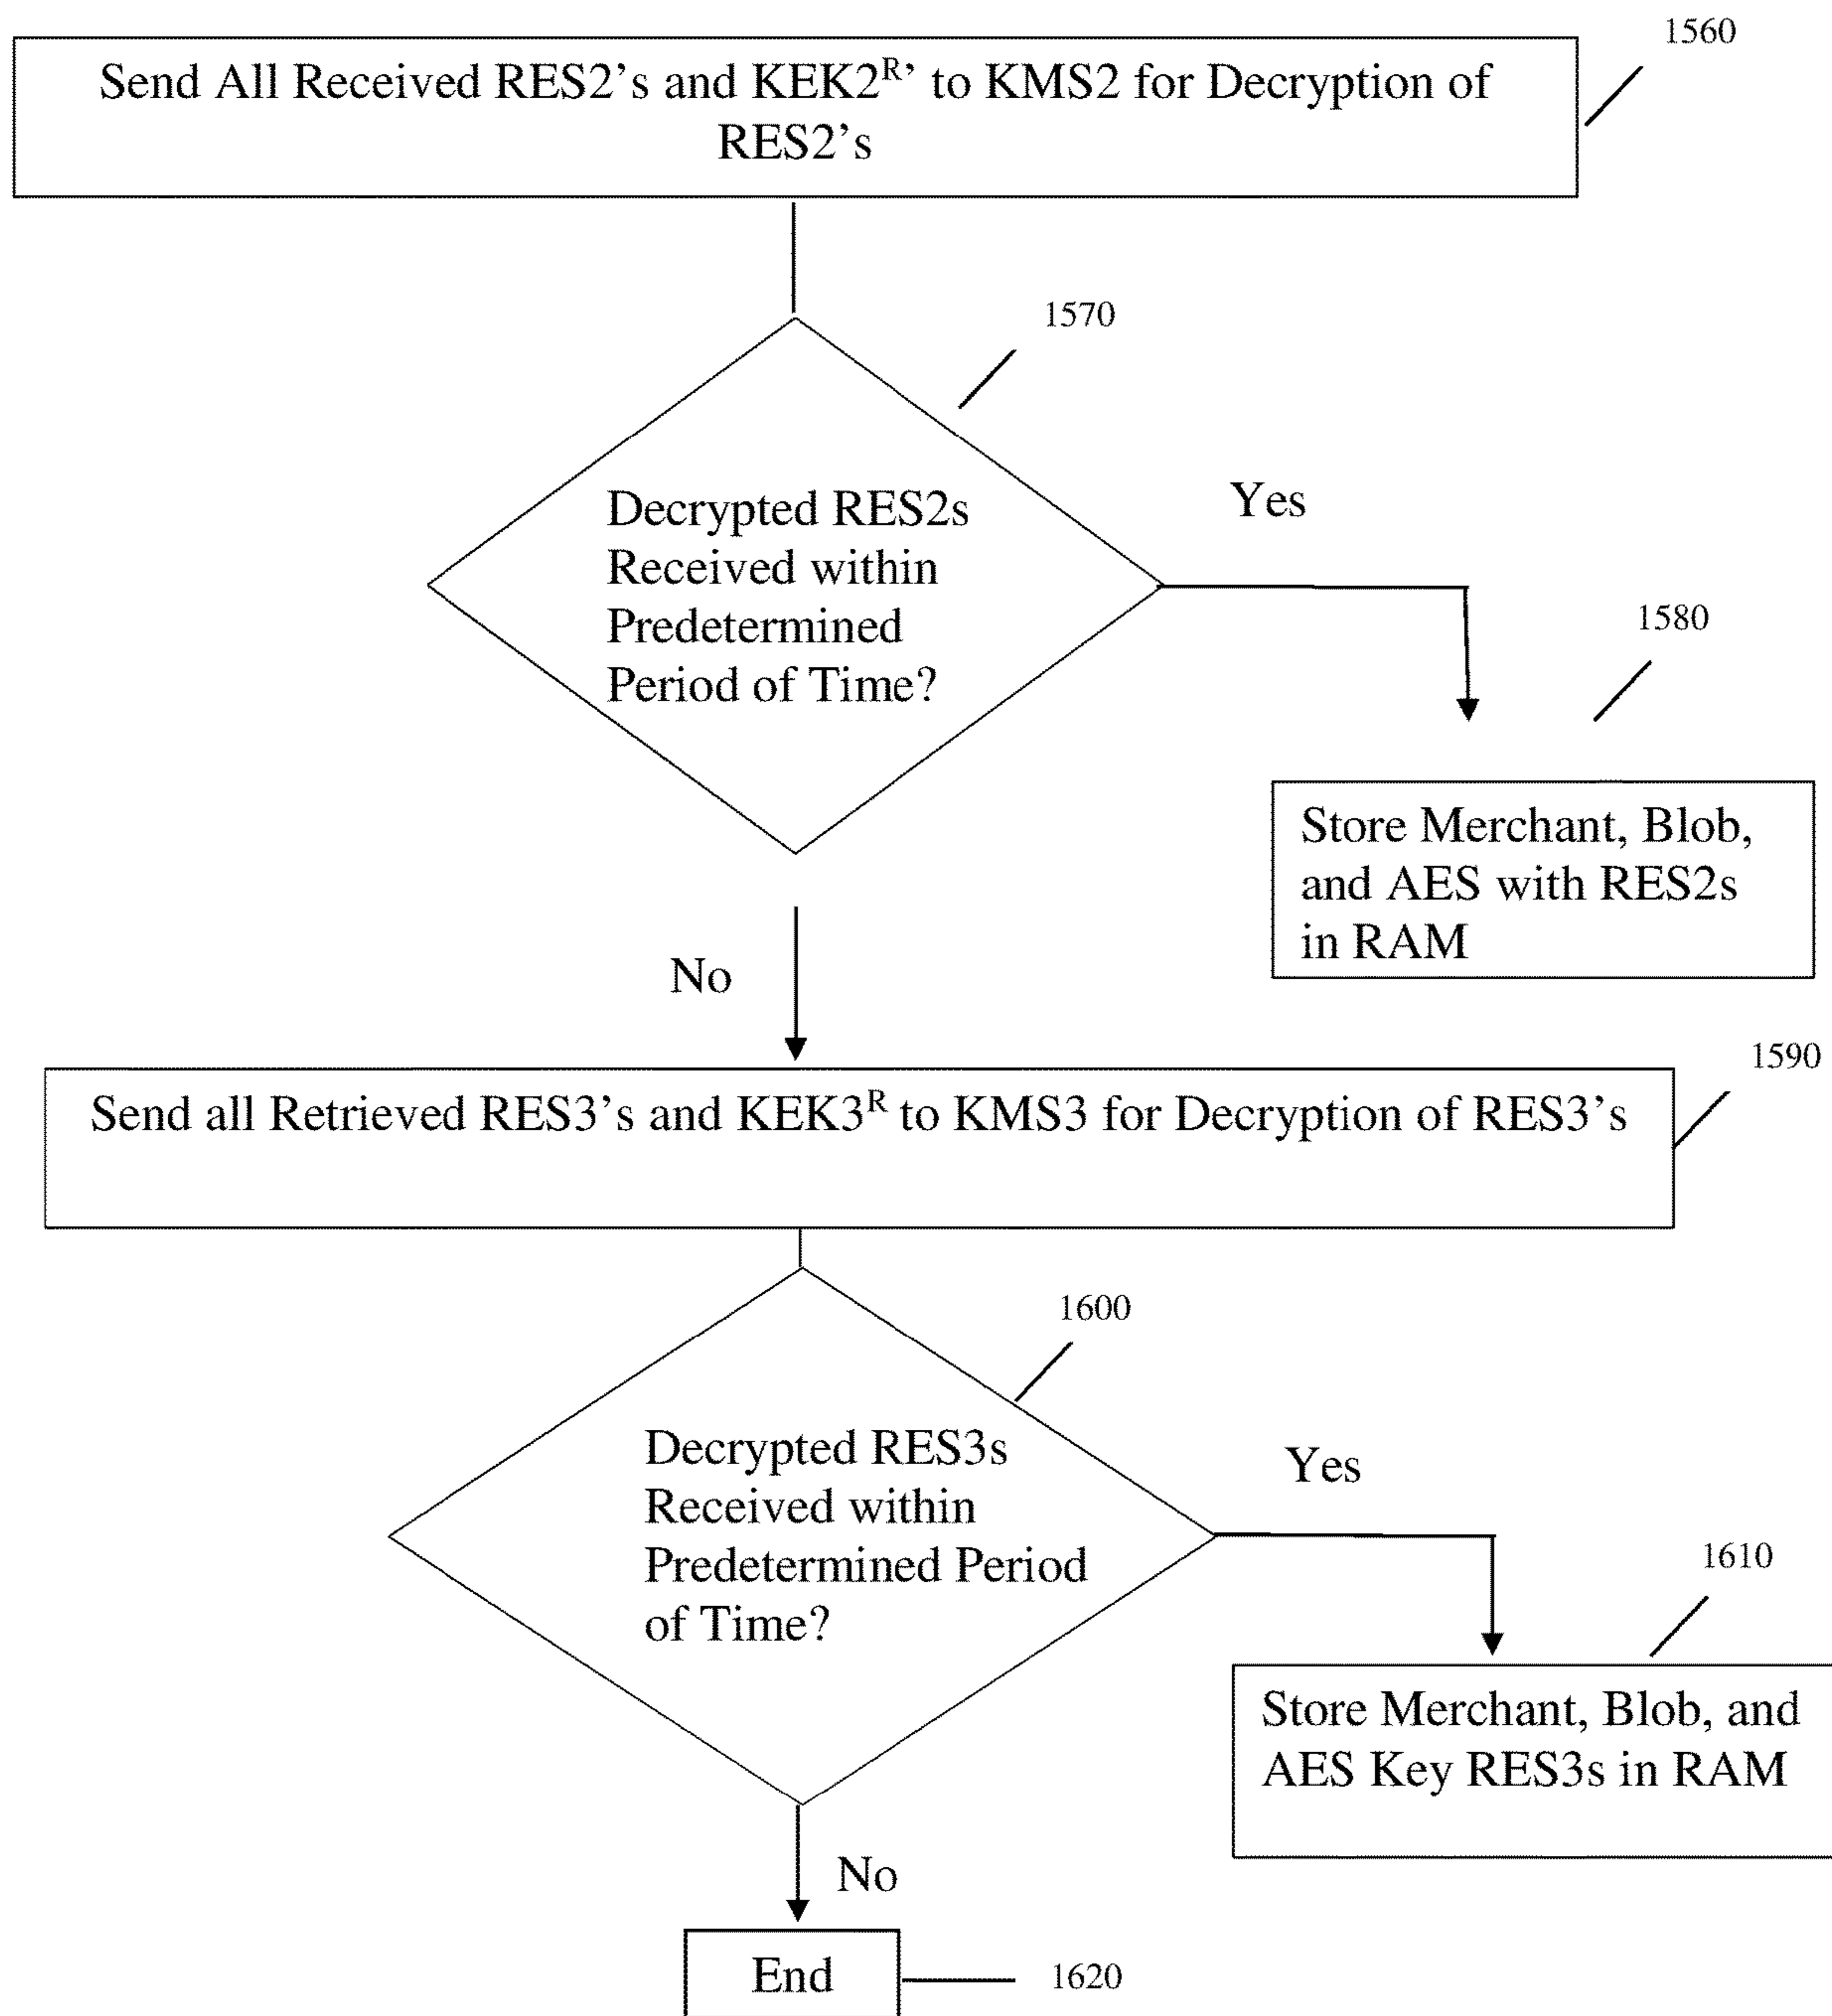 1560
Send All Received RES2's and KEK2ᴿ' to KMS2 for Decryption of
RES2's
1570
Decrypted RES2s
Received within
Predetermined
Period of Time?
Yes
1580
Store Merchant, Blob,
and AES with RES2s
in RAM
No
1590
Send all Retrieved RES3's and KEK3ᴿ to KMS3 for Decryption of RES3's
1600
Decrypted RES3s
Received within
Predetermined Period
of Time?
Yes
1610
Store Merchant, Blob, and
AES Key RES3s in RAM
No
End
1620